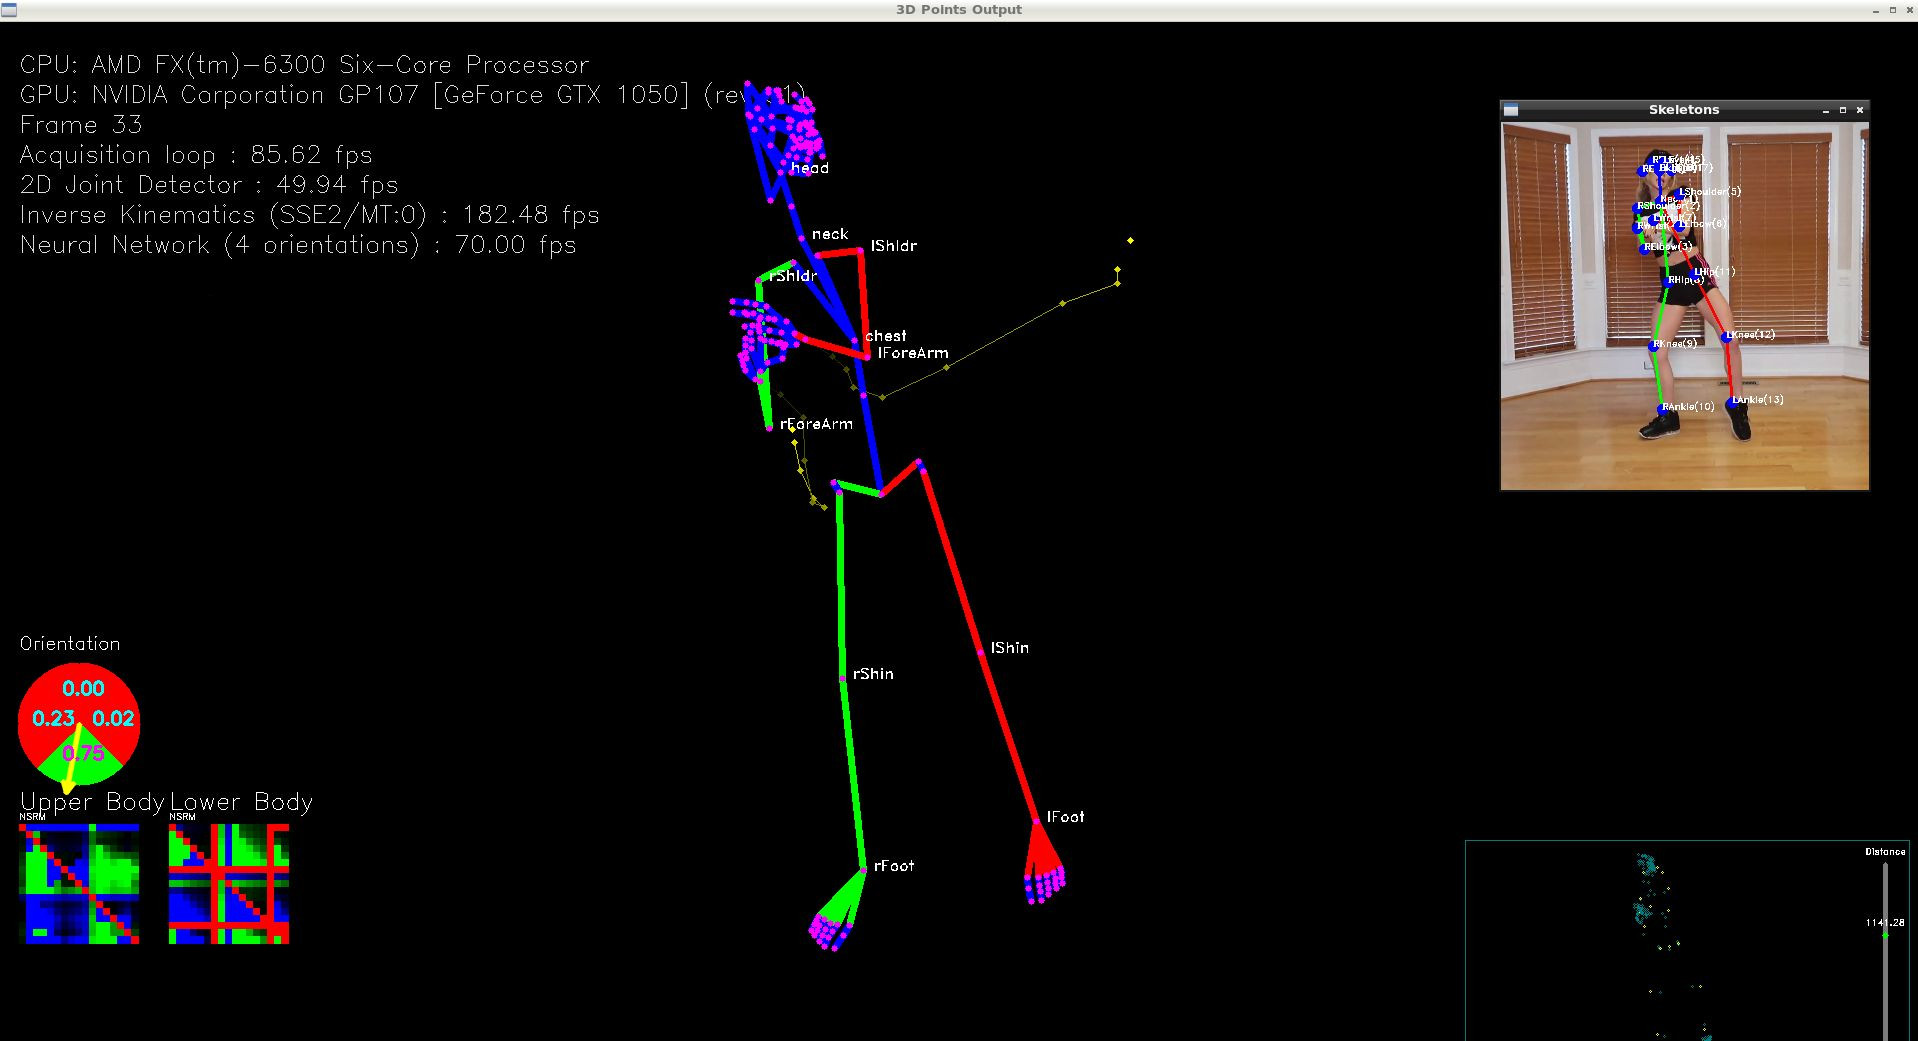 3D Points Output
CPU: AMD FX(tm)-6300 Six-Core Processor
GPU: NVIDIA Corporation GP107 [GeForce GTX 1050]
Frame 33
Acquisition loop : 85.62 fps
2D Joint Detector : 49.94 fps
Inverse Kinematics (SSE2/MT:0) : 182.48 fps
Neural Network (4 orientations) : 70.00 fps
head
neck
lShldr
rShldr
chest
lForeArm
rForeArm
lShin
rShin
lFoot
rFoot
Skeletons
LShoulder(5)
RShoulder(2)
LElbow(6)
RElbow(3)
LHip(11)
RHip(8)
LKnee(12)
RKnee(9)
LAnkle(13)
RAnkle(10)
Orientation
0.00
0.23 0.02
0.75
Upper Body Lower Body
NSRM NSRM
Distance
1141.28